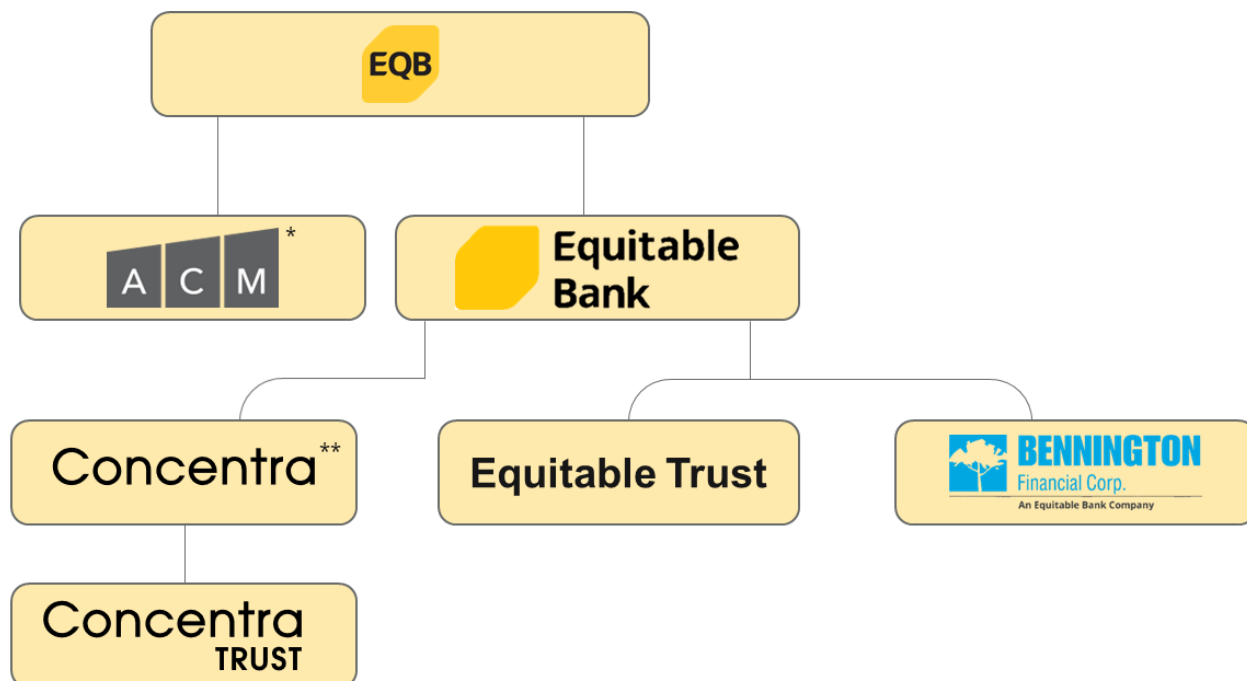 EQB
ACM*
Equitable
Bank
Concentra**
Equitable Trust
BENNINGTON
Financial Corp.
An Equitable Bank Company
Concentra
TRUST